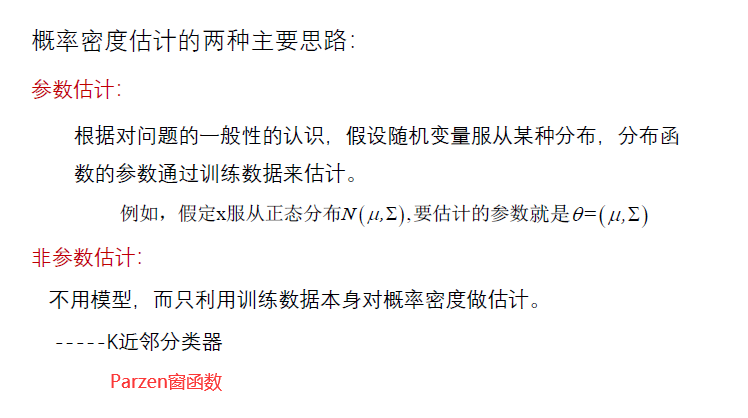 概率密度估计的两种主要思路：
参数估计：
根据对问题的一般性的认识，假设随机变量服从某种分布，分布函
数的参数通过训练数据来估计。
例如，假定x服从正态分布N(μ,Σ),要估计的参数就是θ=(μ,Σ)
非参数估计：
不用模型，而只利用训练数据本身对概率密度做估计。
-----K近邻分类器
Parzen窗函数